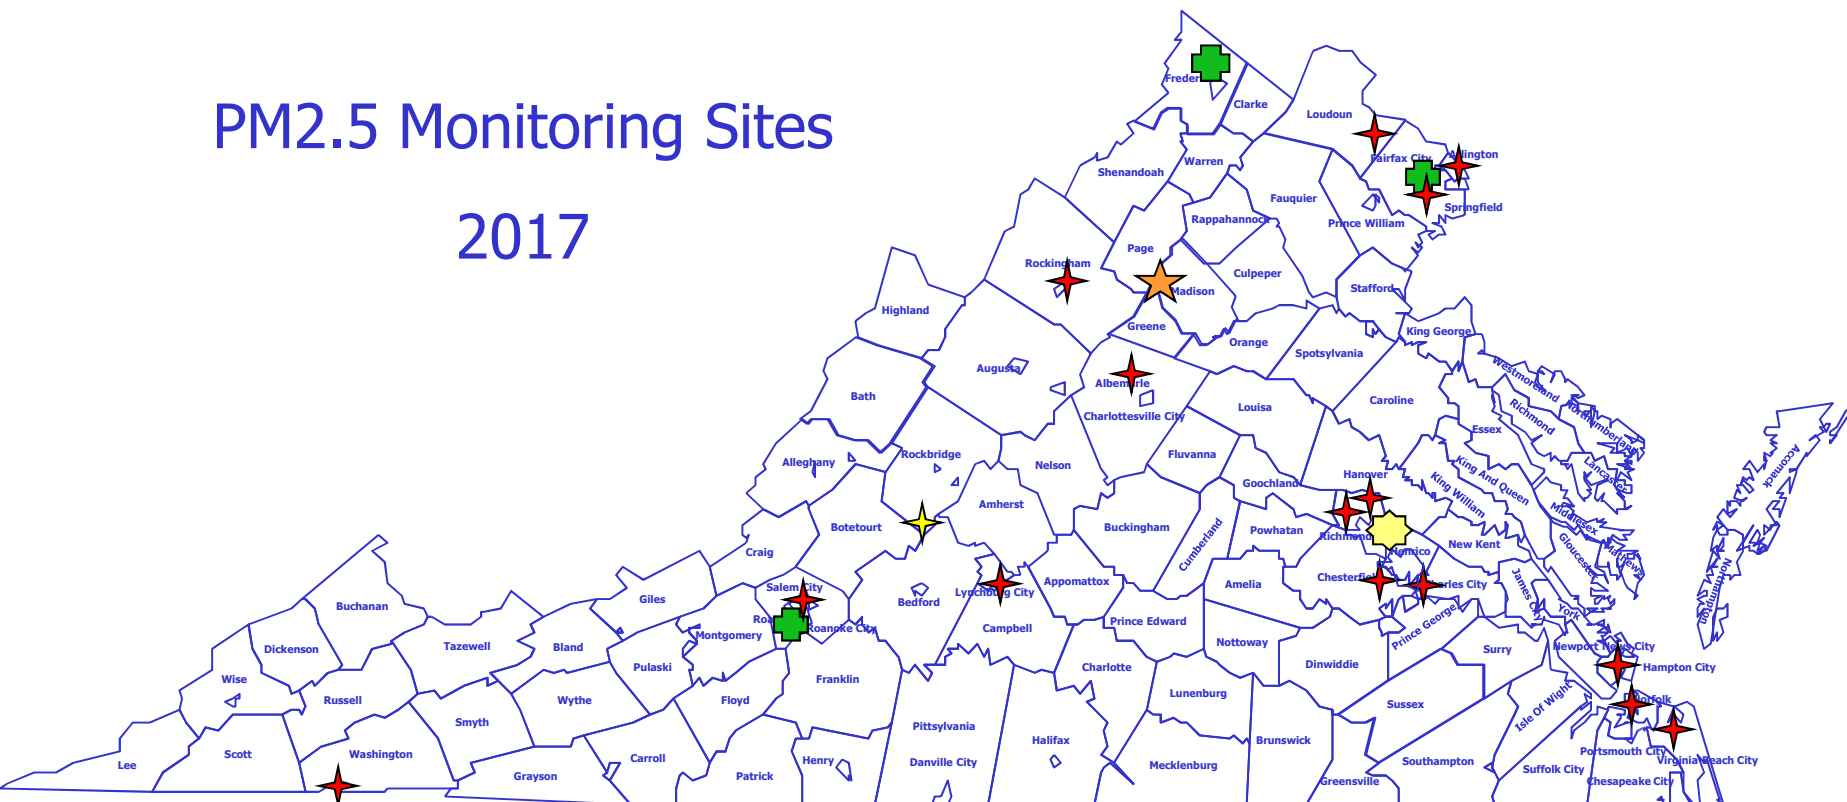 PM2.5 Monitoring Sites
2017
Clarke
Loudoun
Fairfax City
Warren
Shenandoah
Fauquier
Springfield
Prince William
Rappahannock
Page
Rockingham
Culpeper
Madison
Stafford
Highland
Greene
King George
Orange
Spotsylvania
Augusta
Westmoreland
Albemarle
Bath
Caroline
Louisa
Richmond
Northumberland
Charlottesville City
Essex
Rockbridge
Fluvanna
Alleghany
Nelson
Accomack
Lancaster
King And Queen
Hanover
Goochland
King William
Amherst
Middlesex
Botetourt
Buckingham
Cumberland
Powhatan
Richmond
New Kent
Henrico
Craig
Gloucester
Mathews
Appomattox
Amelia
Chesterfield
Charles City
James City
Salem City
Lynchburg City
Bedford
Giles
Buchanan
York
Northampton
Roanoke City
Campbell
Prince Edward
Prince George
Montgomery
Nottoway
Tazewell
Bland
Dickenson
Surry
Newport News City
Hampton City
Pulaski
Charlotte
Dinwiddie
Wise
Franklin
Lunenburg
Russell
Wythe
Floyd
Sussex
Isle Of Wight
Norfolk
Smyth
Pittsylvania
Halifax
Brunswick
Portsmouth City
Scott
Washington
Carroll
Henry
Danville City
Southampton
Virginia Beach City
Lee
Mecklenburg
Suffolk City
Grayson
Patrick
Greensville
Chesapeake City